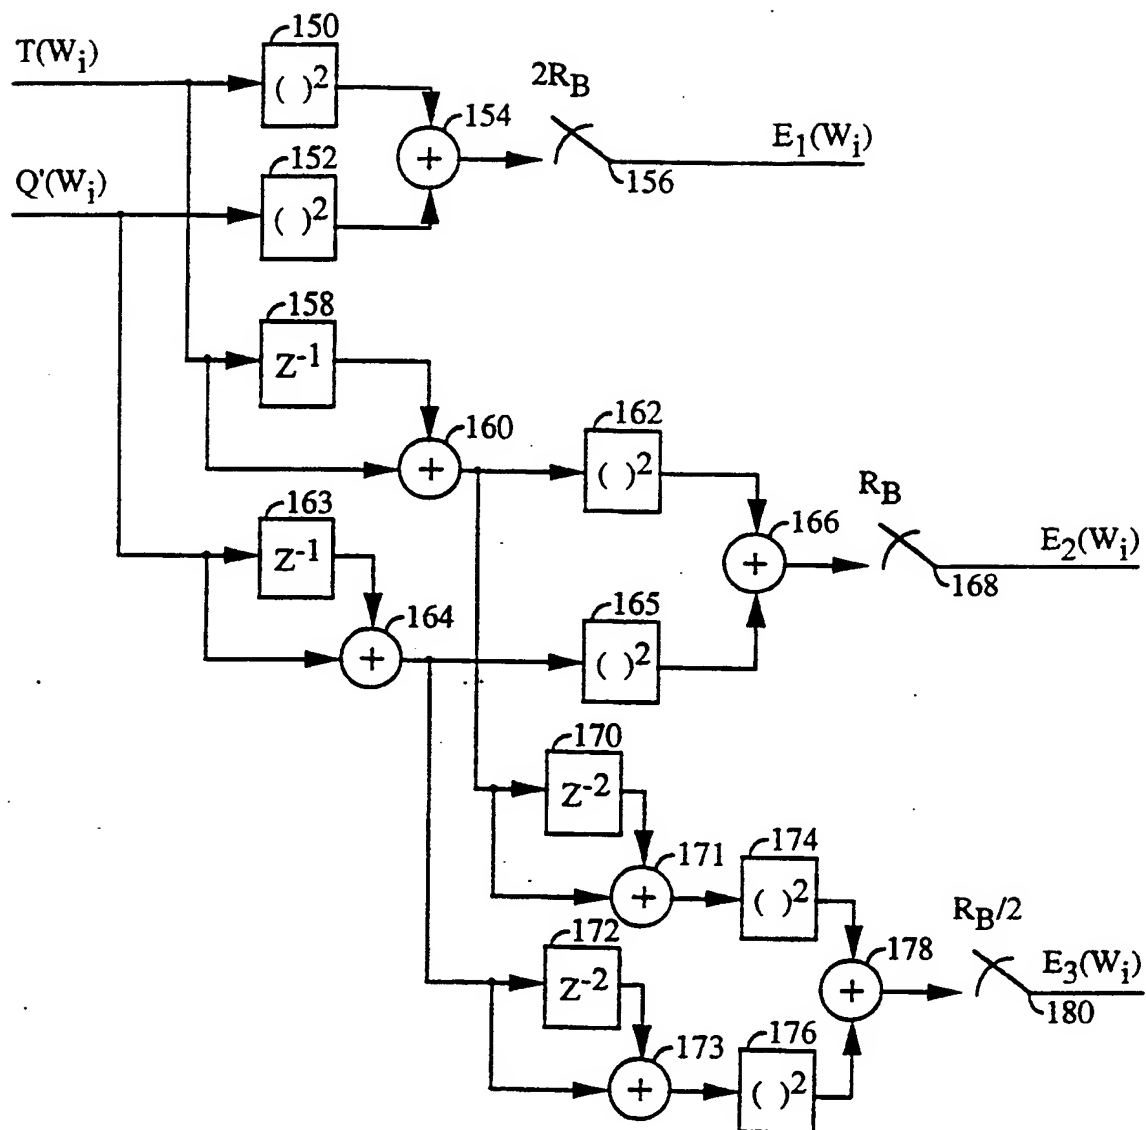 150
T(Wi)
( )²
2RB
154
+
E1(Wi)
152
156
Q'(Wi)
( )²
158
Z-1
162
160
+
( )²
RB
163
166
E2(Wi)
Z-1
+
168
165
164
+
( )²
170
Z-2
174
171
+
( )²
RB/2
172
178
E3(Wi)
Z-2
+
180
176
173
+
( )²